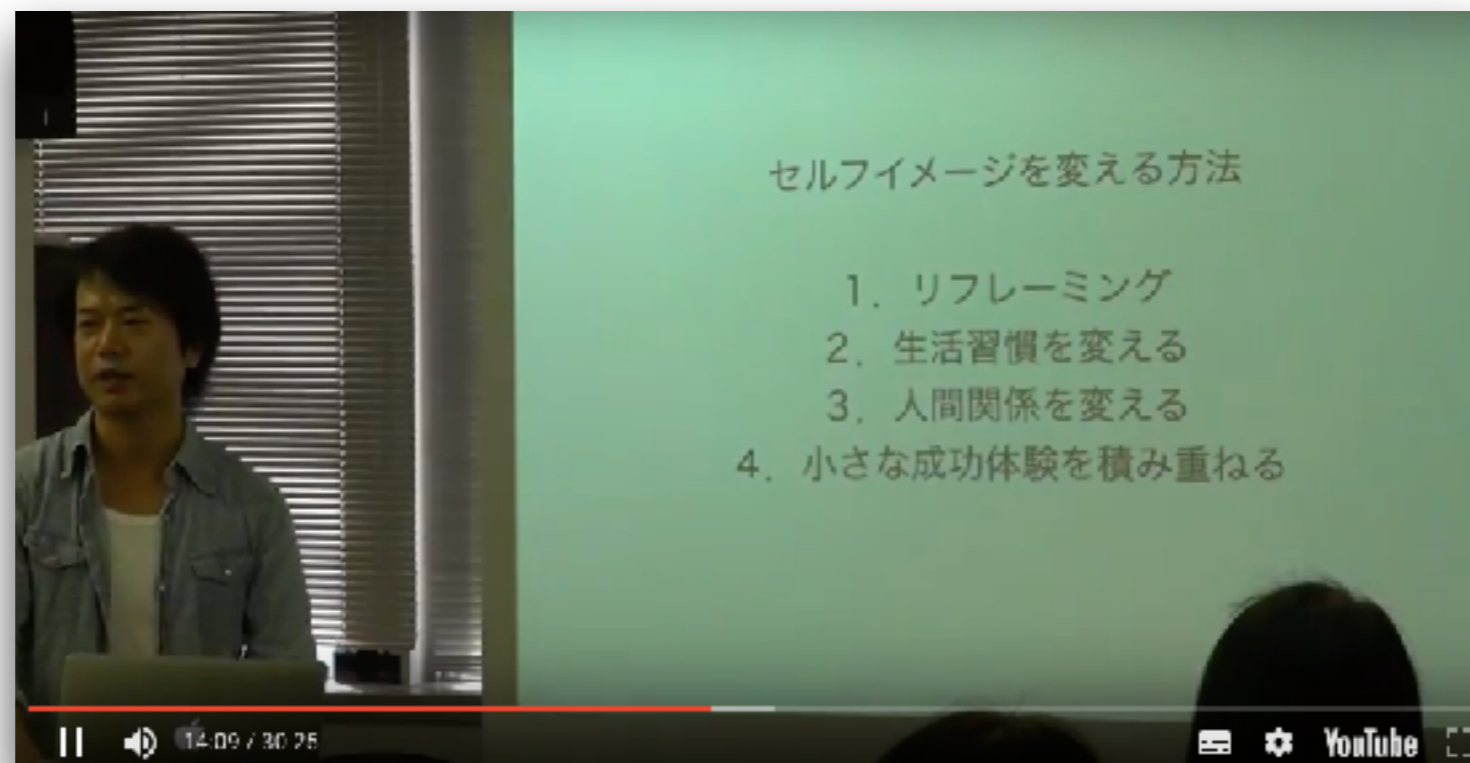 セルフイメージを変える方法
1. リフレーミング
2. 生活習慣を変える
3. 人間関係を変える
4. 小さな成功体験を積み重ねる
14:09 / 30:25
YouTube